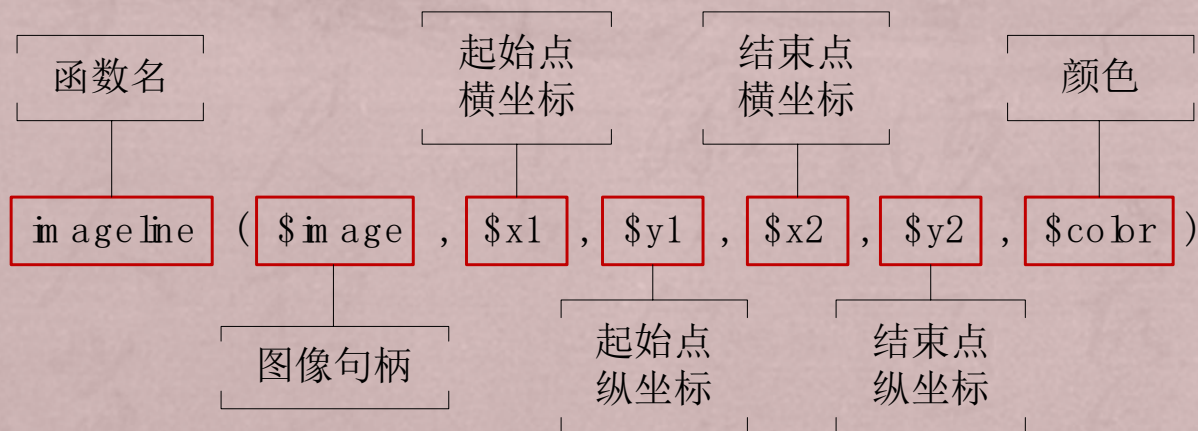 函数名
起始点
横坐标
结束点
横坐标
颜色
imageline ( $image , $x1 , $y1 , $x2 , $y2 , $color )
图像句柄
起始点
纵坐标
结束点
纵坐标